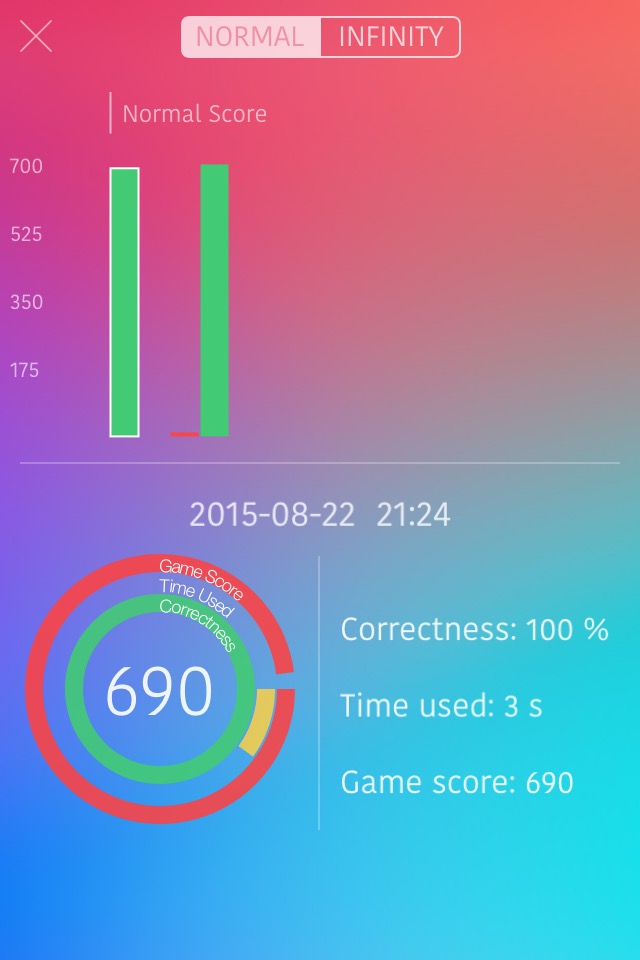 NORMAL INFINITY
Normal Score
700
525
350
175
2015-08-22 21:24
Game Score
Time Used
Correctness
690
Correctness: 100 %
Time used: 3 s
Game score: 690